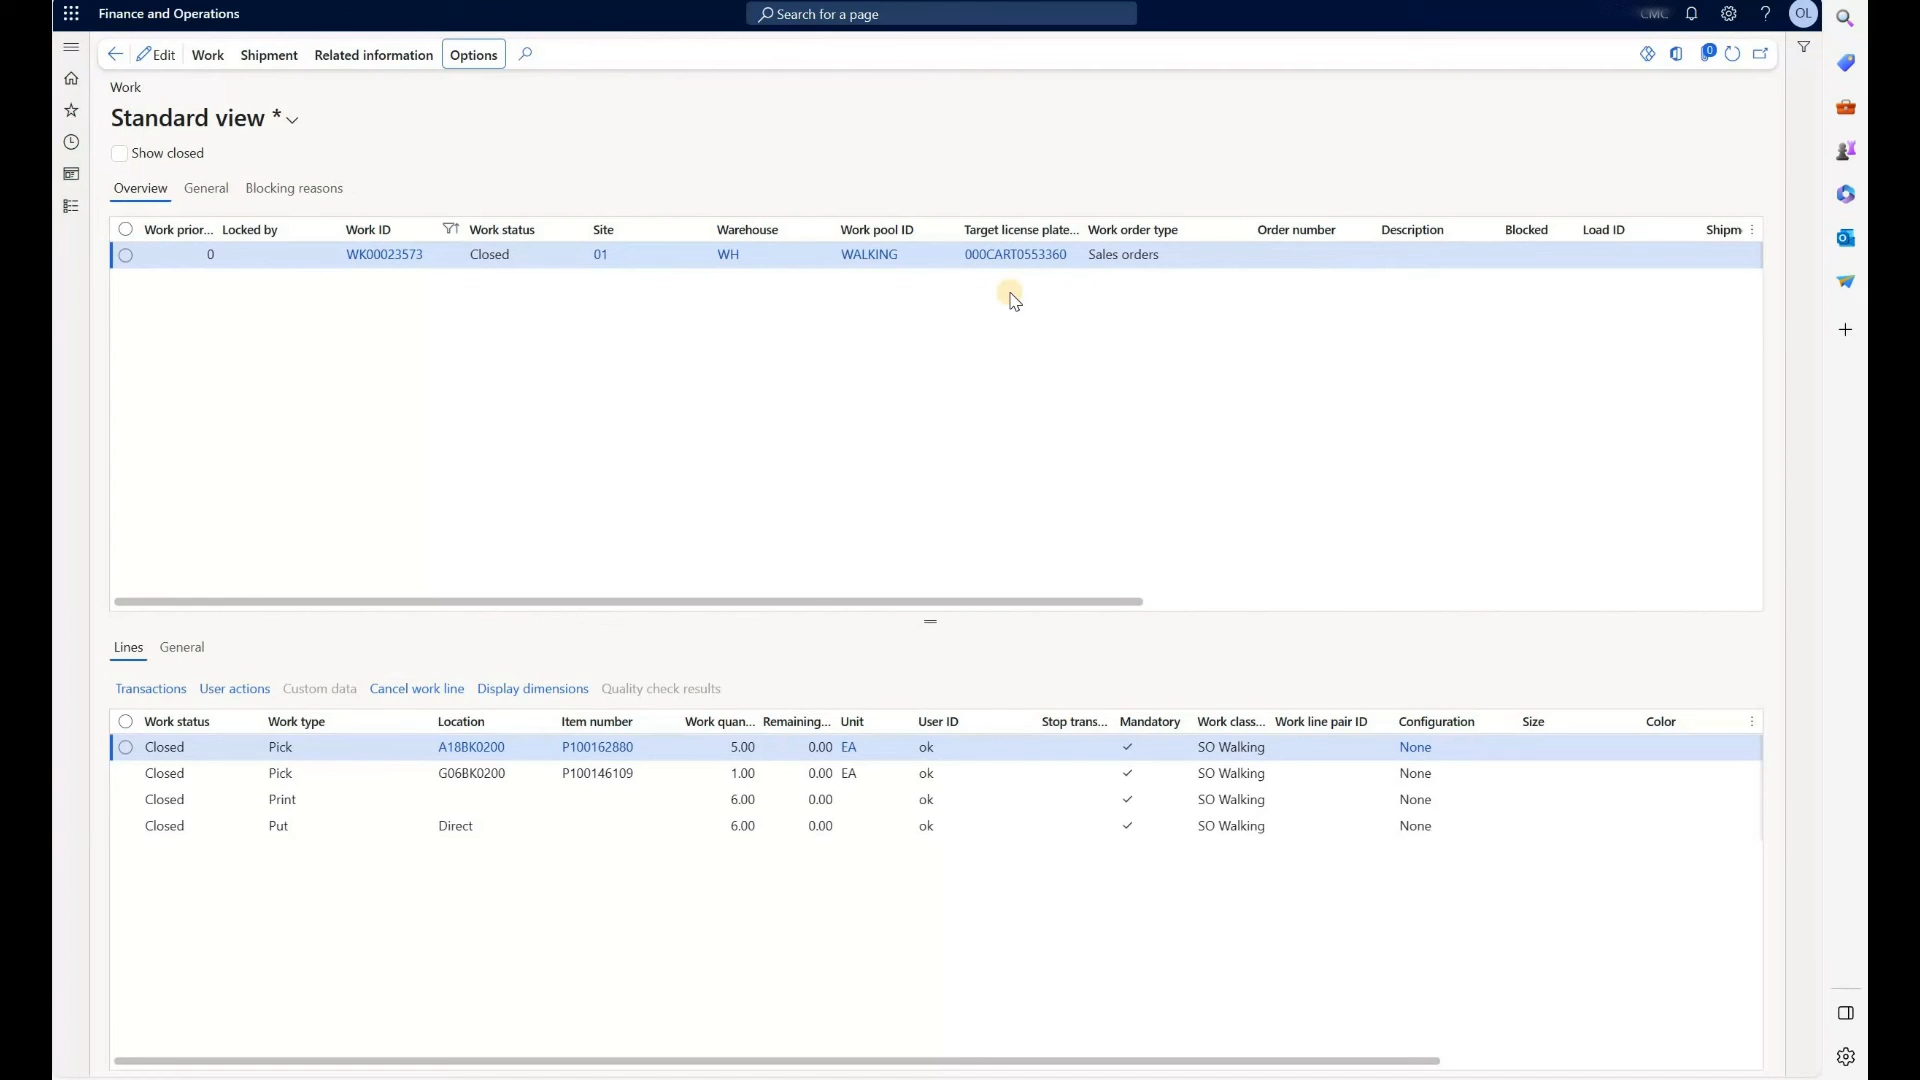 Finance and Operations
Search for a page
CMC
OL
Edit Work Shipment Related information Options
0
Work
Standard view *
Show closed
Overview General Blocking reasons
Work prior... Locked by Work ID Work status Site Warehouse Work pool ID Target license plate... Work order type Order number Description Blocked Load ID Shipm
0 WK00023573 Closed 01 WH WALKING 000CART0553360 Sales orders
Lines General
Transactions User actions Custom data Cancel work line Display dimensions Quality check results
Work status Work type Location Item number Work quan... Remaining... Unit User ID Stop trans... Mandatory Work class... Work line pair ID Configuration Size Color
Closed Pick A18BK0200 P100162880 5.00 0.00 EA ok SO Walking None
Closed Pick G06BK0200 P100146109 1.00 0.00 EA ok SO Walking None
Closed Print 6.00 0.00 ok SO Walking None
Closed Put Direct 6.00 0.00 ok SO Walking None